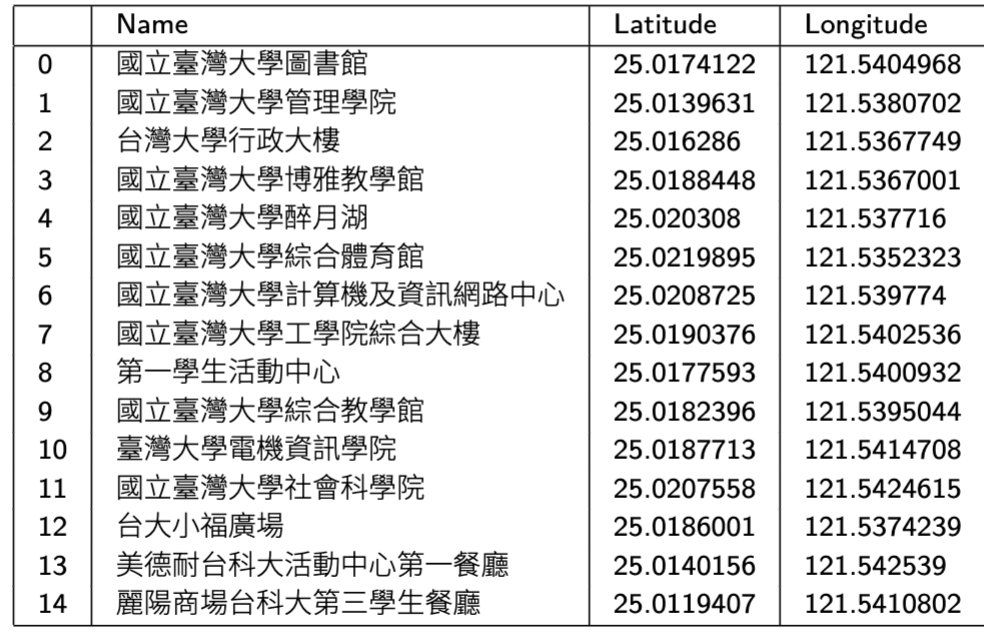 Name Latitude Longitude
0 國立臺灣大學圖書館 25.0174122 121.5404968
1 國立臺灣大學管理學院 25.0139631 121.5380702
2 台灣大學行政大樓 25.016286 121.5367749
3 國立臺灣大學博雅教學館 25.0188448 121.5367001
4 國立臺灣大學醉月湖 25.020308 121.537716
5 國立臺灣大學綜合體育館 25.0219895 121.5352323
6 國立臺灣大學計算機及資訊網路中心 25.0208725 121.539774
7 國立臺灣大學工學院綜合大樓 25.0190376 121.5402536
8 第一學生活動中心 25.0177593 121.5400932
9 國立臺灣大學綜合教學館 25.0182396 121.5395044
10 臺灣大學電機資訊學院 25.0187713 121.5414708
11 國立臺灣大學社會科學院 25.0207558 121.5424615
12 台大小福廣場 25.0186001 121.5374239
13 美德耐台科大活動中心第一餐廳 25.0140156 121.542539
14 麗陽商場台科大第三學生餐廳 25.0119407 121.5410802